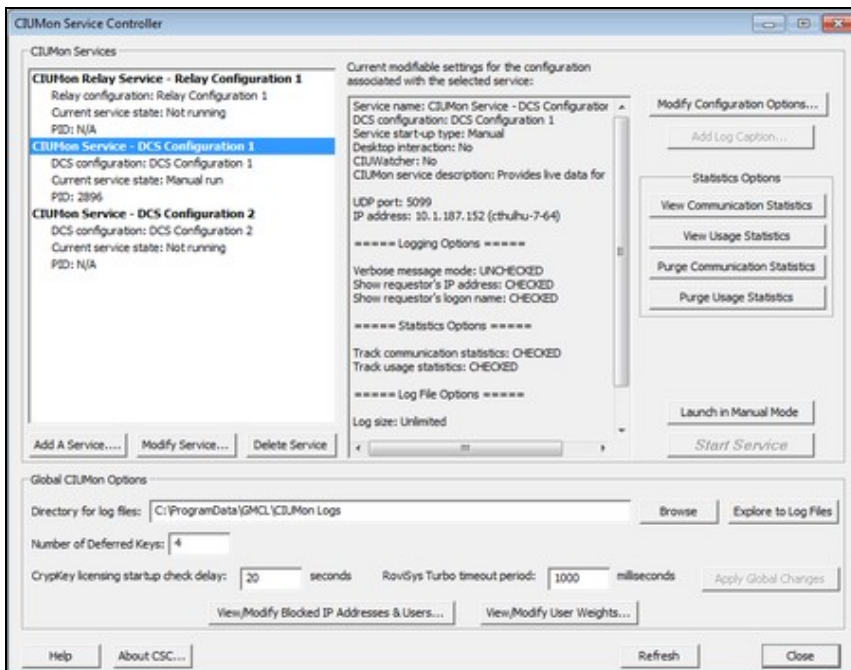 CIUMon Service Controller
CIUMon Services
CIUMon Relay Service - Relay Configuration 1
Relay configuration: Relay Configuration 1
Current service state: Not running
PID: N/A
CIUMon Service - DCS Configuration 1
DCS configuration: DCS Configuration 1
Current service state: Manual run
PID: 2896
CIUMon Service - DCS Configuration 2
DCS configuration: DCS Configuration 2
Current service state: Not running
PID: N/A
Add A Service....
Modify Service...
Delete Service
Current modifiable settings for the configuration
associated with the selected service:
Service name: CIUMon Service - DCS Configuration
DCS configuration: DCS Configuration 1
Service start-up type: Manual
Desktop interaction: No
CIUWatcher: No
CIUMon service description: Provides live data for
UDP port: 5099
IP address: 10.1.187.152 (cthulhu-7-64)
===== Logging Options =====
Verbose message mode: UNCHECKED
Show requestor's IP address: CHECKED
Show requestor's logon name: CHECKED
===== Statistics Options =====
Track communication statistics: CHECKED
Track usage statistics: CHECKED
===== Log File Options =====
Log size: Unlimited
Modify Configuration Options...
Add Log Caption...
Statistics Options
View Communication Statistics
View Usage Statistics
Purge Communication Statistics
Purge Usage Statistics
Launch in Manual Mode
Start Service
Global CIUMon Options
Directory for log files: C:\ProgramData\GMCL\CIUMon Logs
Browse
Explore to Log Files
Number of Deferred Keys: 4
CrypKey licensing startup check delay: 20 seconds
RoviSys Turbo timeout period: 1000 milliseconds
Apply Global Changes
View/Modify Blocked IP Addresses & Users...
View/Modify User Weights...
Help
About CSC...
Refresh
Close